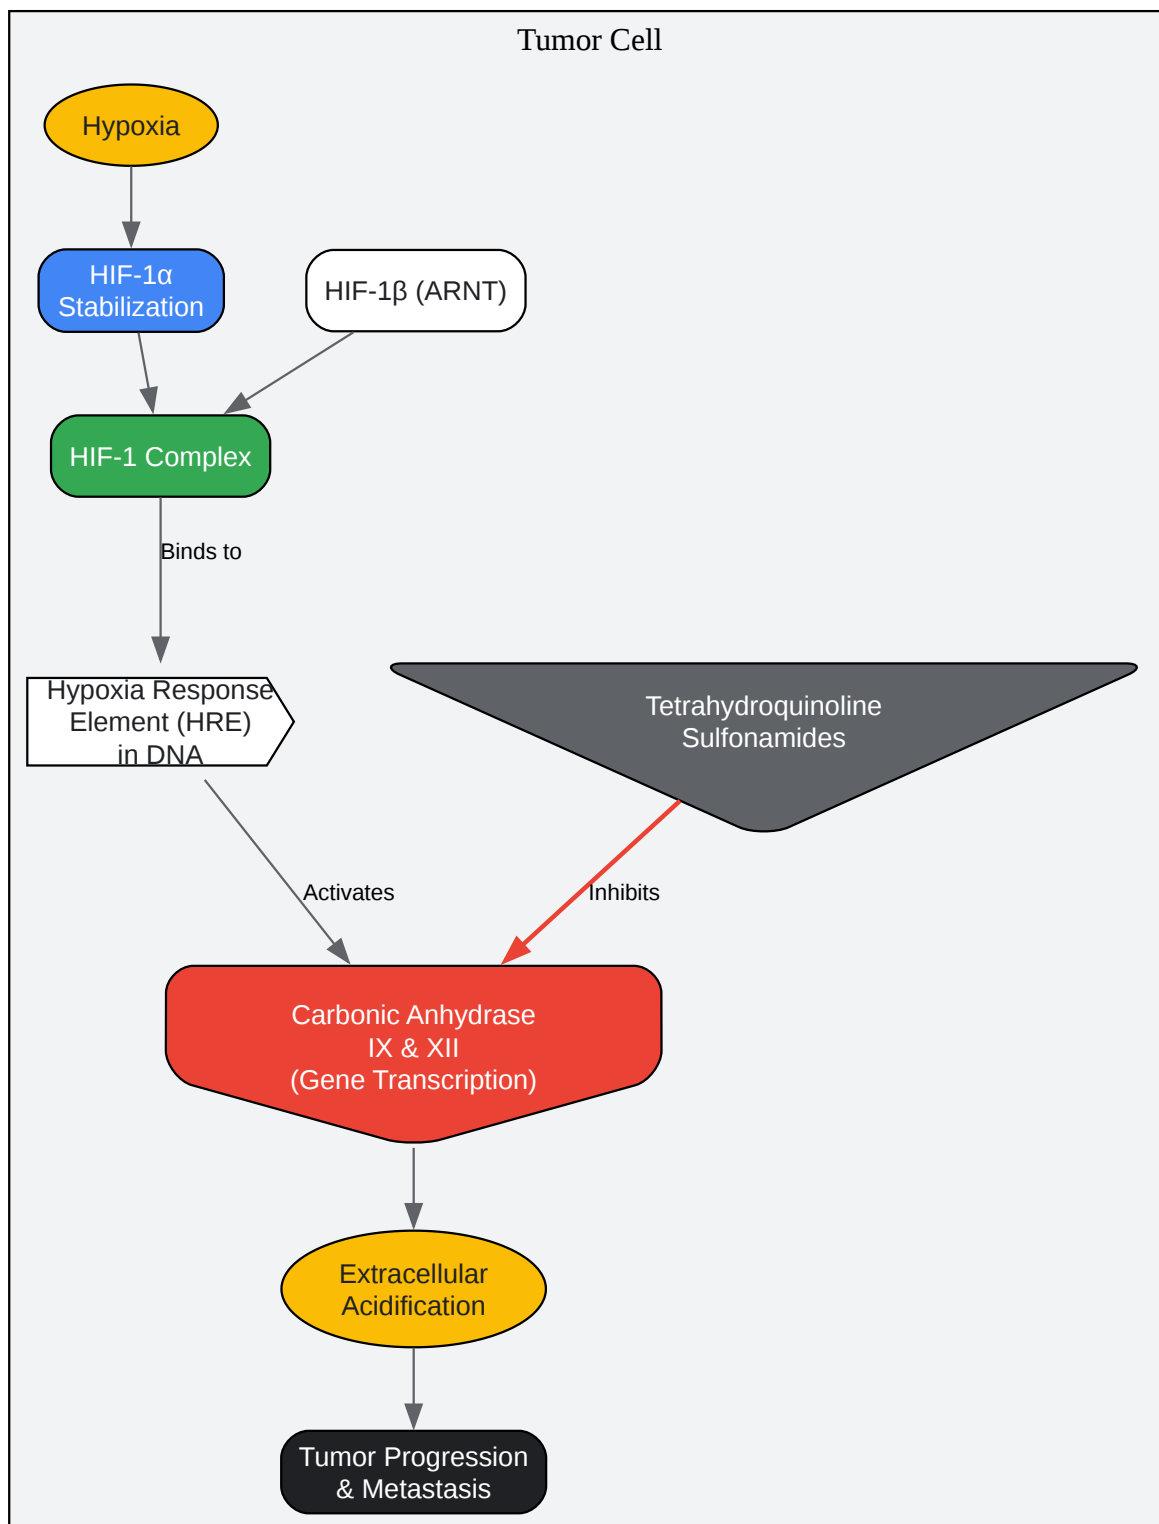 Tumor Cell
Hypoxia
HIF-1α
Stabilization
HIF-1β (ARNT)
HIF-1 Complex
Binds to
Hypoxia Response
Element (HRE)
in DNA
Tetrahydroquinoline
Sulfonamides
Activates
Inhibits
Carbonic Anhydrase
IX & XII
(Gene Transcription)
Extracellular
Acidification
Tumor Progression
& Metastasis